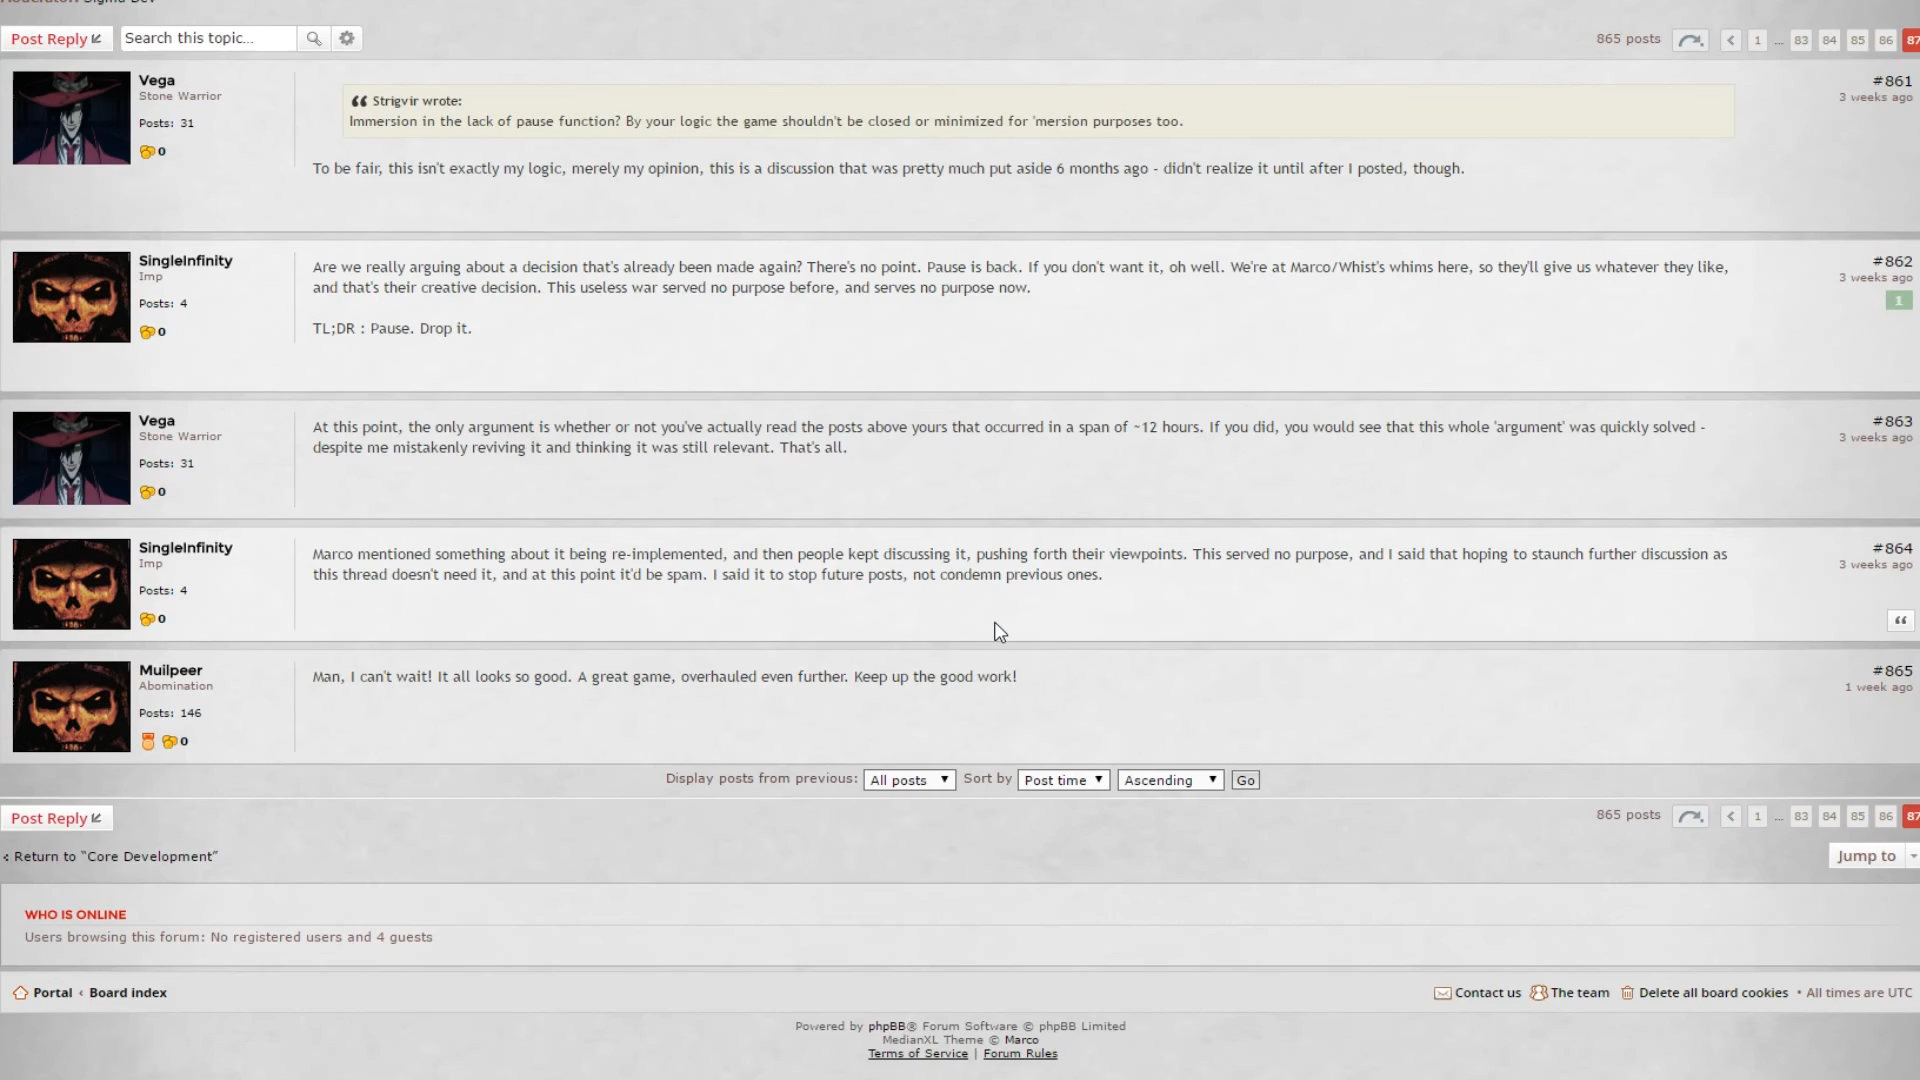 Moderator: Sigma Dev
Post Reply
Search this topic...
865 posts
1 ... 83 84 85 86 87
Vega
Stone Warrior
Posts: 31
0
Strigvir wrote:
Immersion in the lack of pause function? By your logic the game shouldn't be closed or minimized for 'mersion purposes too.
To be fair, this isn't exactly my logic, merely my opinion, this is a discussion that was pretty much put aside 6 months ago - didn't realize it until after I posted, though.
#861
3 weeks ago
SingleInfinity
Imp
Posts: 4
0
Are we really arguing about a decision that's already been made again? There's no point. Pause is back. If you don't want it, oh well. We're at Marco/Whist's whims here, so they'll give us whatever they like,
and that's their creative decision. This useless war served no purpose before, and serves no purpose now.
TL;DR : Pause. Drop it.
#862
3 weeks ago
1
Vega
Stone Warrior
Posts: 31
0
At this point, the only argument is whether or not you've actually read the posts above yours that occurred in a span of ~12 hours. If you did, you would see that this whole 'argument' was quickly solved -
despite me mistakenly reviving it and thinking it was still relevant. That's all.
#863
3 weeks ago
SingleInfinity
Imp
Posts: 4
0
Marco mentioned something about it being re-implemented, and then people kept discussing it, pushing forth their viewpoints. This served no purpose, and I said that hoping to staunch further discussion as
this thread doesn't need it, and at this point it'd be spam. I said it to stop future posts, not condemn previous ones.
#864
3 weeks ago
Muilpeer
Abomination
Posts: 146
0
Man, I can't wait! It all looks so good. A great game, overhauled even further. Keep up the good work!
#865
1 week ago
Display posts from previous: All posts Sort by Post time Ascending Go
Post Reply
865 posts
1 ... 83 84 85 86 87
Return to “Core Development”
Jump to
WHO IS ONLINE
Users browsing this forum: No registered users and 4 guests
Portal ‹ Board index
Contact us The team Delete all board cookies • All times are UTC
Powered by phpBB® Forum Software © phpBB Limited
MedianXL Theme © Marco
Terms of Service | Forum Rules